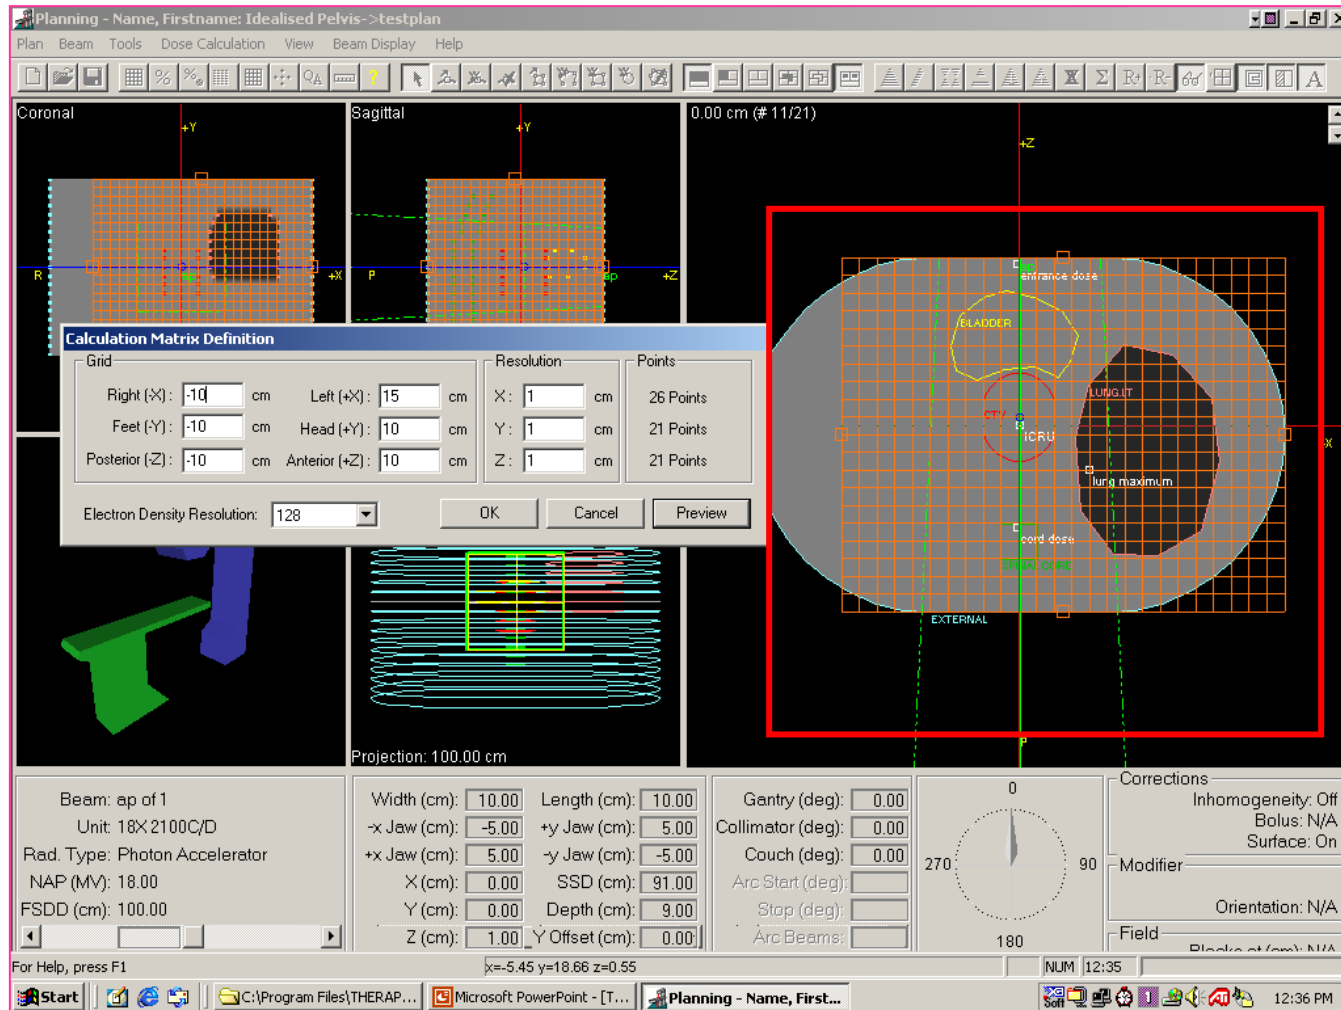 Planning - Name, Firstname: Idealised Pelvis->testplan
Plan Beam Tools Dose Calculation View Beam Display Help
Coronal
+Y
R
ap
+X
Sagittal
+Y
P
ap
+Z
0.00 cm (# 11/21)
+Z
ap
entrance dose
BLADDER
LUNG LT
CTV
ICRU
X
lung maximum
cord dose
SPINAL CORD
EXTERNAL
P
Calculation Matrix Definition
Grid
Resolution
Points
Right (-X) : -10 cm Left (+X) : 15 cm X : 1 cm 26 Points
Feet (-Y) : -10 cm Head (+Y) : 10 cm Y : 1 cm 21 Points
Posterior (-Z) : -10 cm Anterior (+Z) : 10 cm Z : 1 cm 21 Points
Electron Density Resolution: 128 OK Cancel Preview
Projection: 100.00 cm
Beam: ap of 1
Unit: 18X 2100C/D
Rad. Type: Photon Accelerator
NAP (MV): 18.00
FSDD (cm): 100.00
Width (cm): 10.00 Length (cm): 10.00
-x Jaw (cm): -5.00 +y Jaw (cm): 5.00
+x Jaw (cm): 5.00 -y Jaw (cm): -5.00
X (cm): 0.00 SSD (cm): 91.00
Y (cm): 0.00 Depth (cm): 9.00
Z (cm): 1.00 Y Offset (cm): 0.00
Gantry (deg): 0.00
Collimator (deg): 0.00
Couch (deg): 0.00
Arc Start (deg):
Stop (deg):
Arc Beams:
0
270
90
180
Corrections
Inhomogeneity: Off
Bolus: N/A
Surface: On
Modifier
Orientation: N/A
Field
For Help, press F1
x=-5.45 y=18.66 z=0.55
NUM 12:35
Start
C:\Program Files\THERAP...
Microsoft PowerPoint - [T...
Planning - Name, First...
12:36 PM